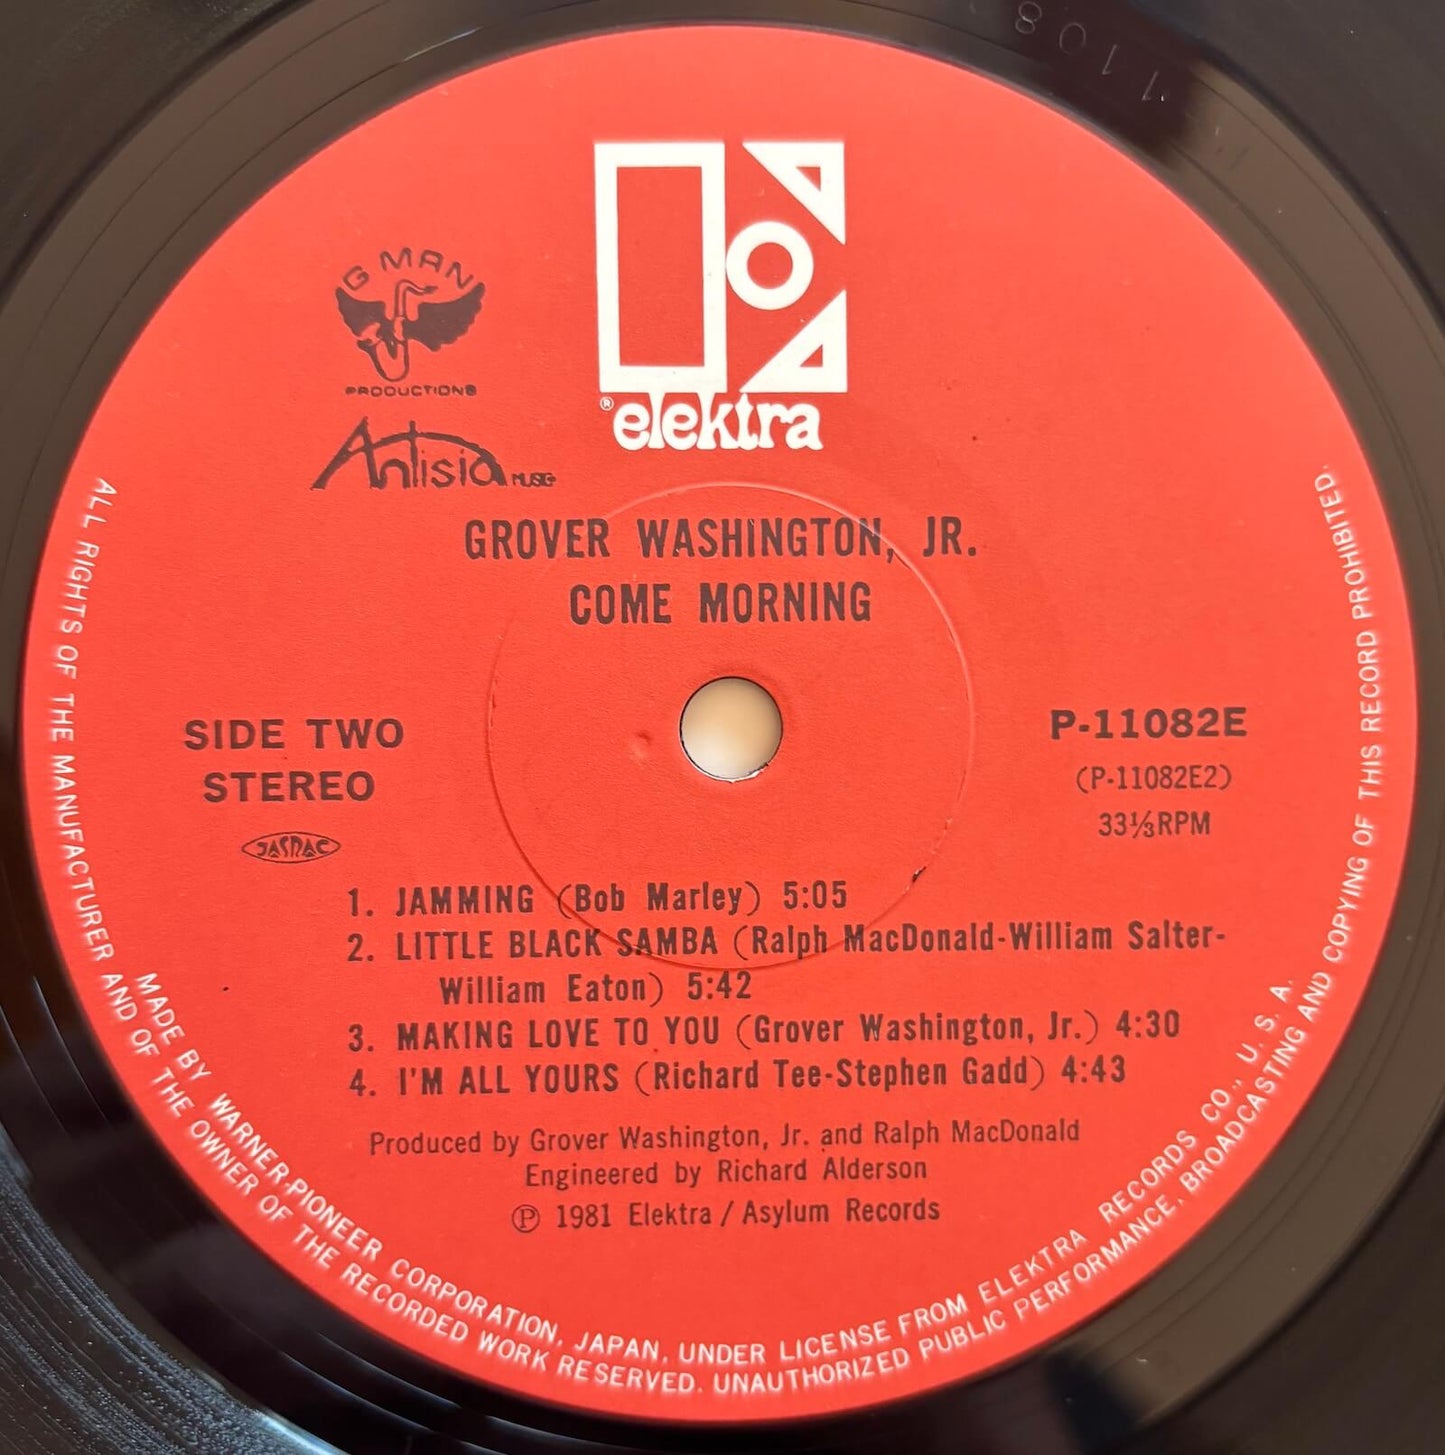 1108
G MAN
PRODUCTIONS
Antisia MUSIC
® elektra
GROVER WASHINGTON, JR.
COME MORNING
SIDE TWO
STEREO
JASRAC
P-11082E
(P-11082E2)
33⅓RPM
1. JAMMING (Bob Marley) 5:05
2. LITTLE BLACK SAMBA (Ralph MacDonald-William Salter-
William Eaton) 5:42
3. MAKING LOVE TO YOU (Grover Washington, Jr.) 4:30
4. I'M ALL YOURS (Richard Tee-Stephen Gadd) 4:43
Produced by Grover Washington, Jr. and Ralph MacDonald
Engineered by Richard Alderson
Ⓟ 1981 Elektra / Asylum Records
MADE BY WARNER-PIONEER CORPORATION, JAPAN, UNDER LICENSE FROM ELEKTRA RECORDS CO., U. S. A.
ALL RIGHTS OF THE MANUFACTURER AND OF THE OWNER OF THE RECORDED WORK RESERVED. UNAUTHORIZED PUBLIC PERFORMANCE, BROADCASTING AND COPYING OF THIS RECORD PROHIBITED.